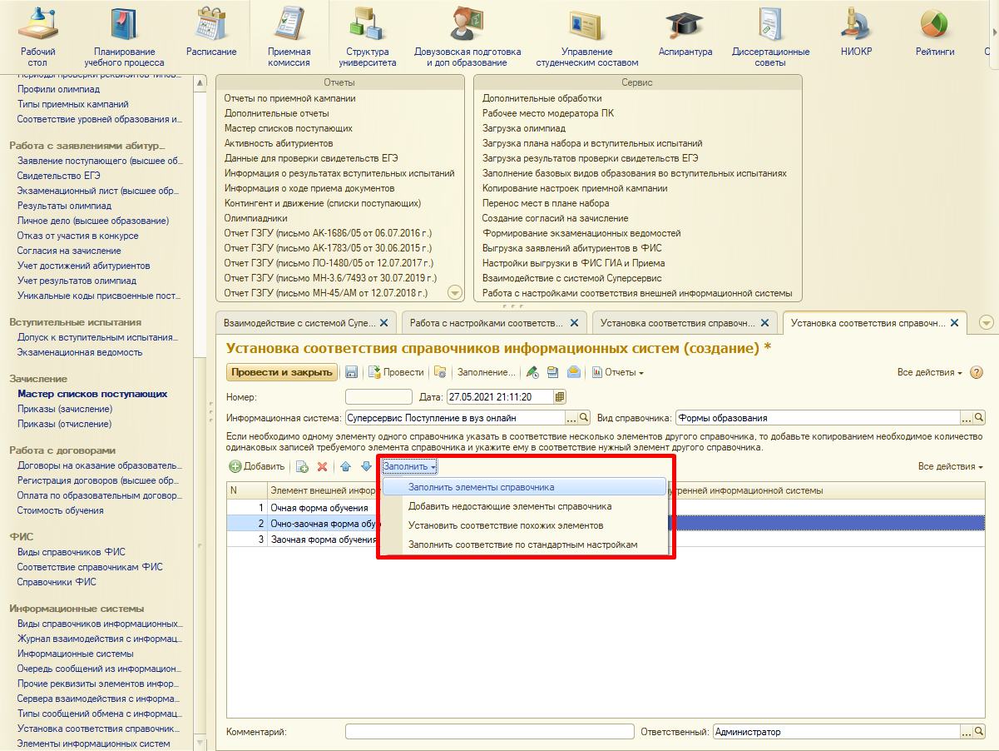 Рабочий
стол
Планирование
учебного процесса
Расписание
Приемная
комиссия
Структура
университета
Довузовская подготовка
и доп образование
Управление
студенческим составом
Аспирантура
Диссертационные
советы
НИОКР
Рейтинги
Периоды проверки реквизитов типов...
Профили олимпиад
Типы приемных кампаний
Соответствие уровней образования и...
Работа с заявлениями абитур...
Заявление поступающего (высшее об...
Свидетельство ЕГЭ
Экзаменационный лист (высшее обр...
Результаты олимпиад
Личное дело (высшее образование)
Отказ от участия в конкурсе
Согласия на зачисление
Учет достижений абитуриентов
Учет результатов олимпиад
Уникальные коды присвоенные пост...
Вступительные испытания
Допуск к вступительным испытания...
Экзаменационная ведомость
Зачисление
Мастер списков поступающих
Приказы (зачисление)
Приказы (отчисление)
Работа с договорами
Договоры на оказание образователь...
Регистрация договоров (высшее обр...
Оплата по образовательным договор...
Стоимость обучения
ФИС
Виды справочников ФИС
Соответствие справочникам ФИС
Справочники ФИС
Информационные системы
Виды справочников информационных...
Журнал взаимодействия с информац...
Информационные системы
Очередь сообщений из информацион...
Прочие реквизиты элементов инфор...
Сервера взаимодействия с информа...
Типы сообщений обмена с информац...
Установка соответствия справочник...
Элементы информационных систем
Отчеты
Отчеты по приемной кампании
Дополнительные отчеты
Мастер списков поступающих
Активность абитуриентов
Данные для проверки свидетельств ЕГЭ
Информация о результатах вступительных испытаний
Информация о ходе приема документов
Контингент и движение (списки поступающих)
Олимпиадники
Отчет ГЗГУ (письмо АК-1686/05 от 06.07.2016 г.)
Отчет ГЗГУ (письмо АК-1783/05 от 30.06.2015 г.)
Отчет ГЗГУ (письмо ЛО-1480/05 от 12.07.2017 г.)
Отчет ГЗГУ (письмо МН-3.6/7493 от 30.07.2019 г.)
Отчет ГЗГУ (письмо МН-45/АМ от 12.07.2018 г.)
Сервис
Дополнительные обработки
Рабочее место модератора ПК
Загрузка олимпиад
Загрузка плана набора и вступительных испытаний
Загрузка результатов проверки свидетельств ЕГЭ
Заполнение базовых видов образования во вступительных испытаниях
Копирование настроек приемной кампании
Перенос мест в плане набора
Создание согласий на зачисление
Формирование экзаменационных ведомостей
Выгрузка заявлений абитуриентов в ФИС
Настройки выгрузки в ФИС ГИА и Приема
Взаимодействие с системой Суперсервис
Работа с настройками соответствия внешней информационной системы
Взаимодействие с системой Супе...
Работа с настройками соответств...
Установка соответствия справочн...
Установка соответствия справочн...
Установка соответствия справочников информационных систем (создание) *
Провести и закрыть
Провести
Заполнение...
Отчеты
Все действия
Номер:
Дата: 27.05.2021 21:11:20
Информационная система: Суперсервис Поступление в вуз онлайн
Вид справочника: Формы образования
Если необходимо одному элементу одного справочника указать в соответствие несколько элементов другого справочника, то добавьте копированием необходимое количество
одинаковых записей требуемого элемента справочника и укажите ему в соответствие нужный элемент другого справочника.
Добавить
Заполнить
Все действия
Заполнить элементы справочника
Добавить недостающие элементы справочника
Установить соответствие похожих элементов
Заполнить соответствие по стандартным настройкам
N Элемент внешней инфор
утренней информационной системы
1 Очная форма обучения
2 Очно-заочная форма обу
3 Заочная форма обучения
Комментарий:
Ответственный: Администратор